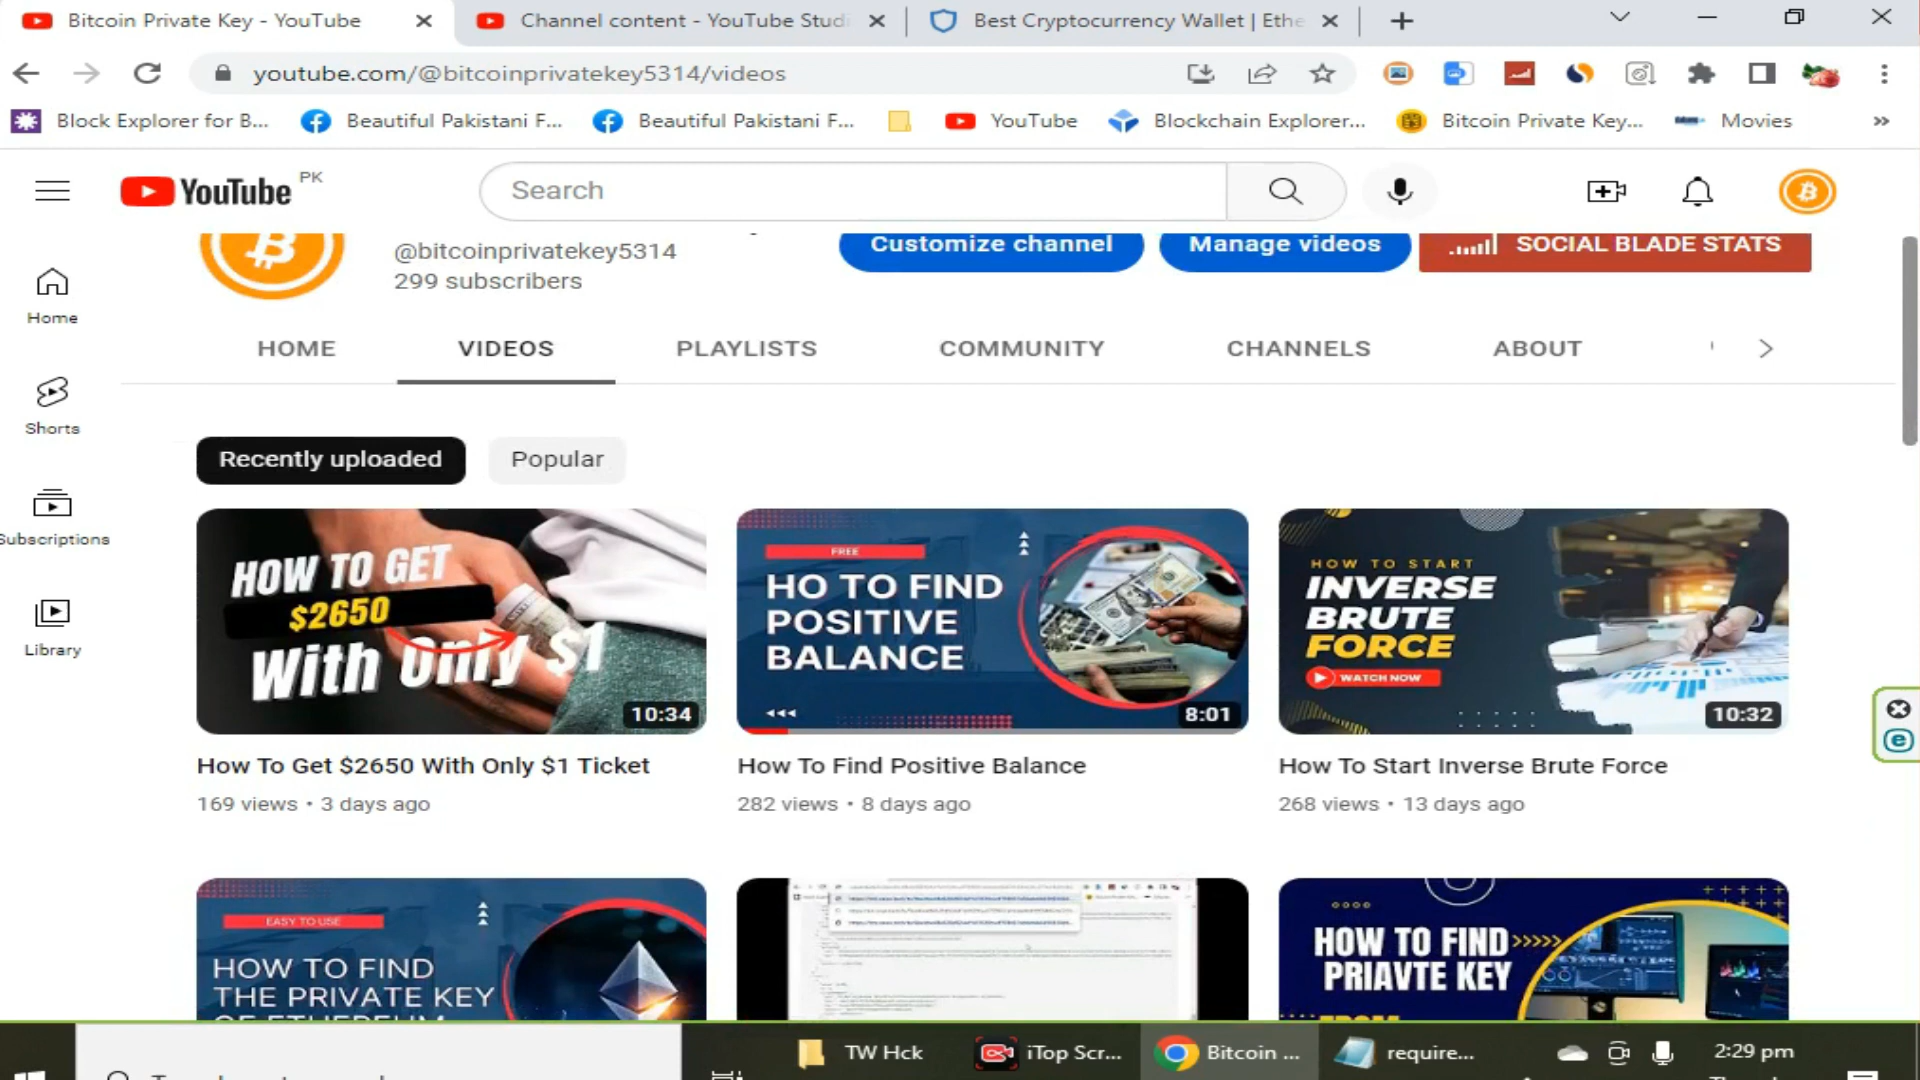 Bitcoin Private Key - YouTube
Channel content - YouTube Studi
Best Cryptocurrency Wallet | Ethe
youtube.com/@bitcoinprivatekey5314/videos
Block Explorer for B...
Beautiful Pakistani F...
Beautiful Pakistani F...
YouTube
Blockchain Explorer...
Bitcoin Private Key...
Movies
YouTube PK
Search
@bitcoinprivatekey5314
299 subscribers
Customize channel
Manage videos
SOCIAL BLADE STATS
Home
Shorts
Subscriptions
Library
HOME
VIDEOS
PLAYLISTS
COMMUNITY
CHANNELS
ABOUT
Recently uploaded
Popular
HOW TO GET
$2650
With Only $1
10:34
FREE
HO TO FIND
POSITIVE
BALANCE
8:01
HOW TO START
INVERSE
BRUTE
FORCE
WATCH NOW
10:32
How To Get $2650 With Only $1 Ticket
169 views • 3 days ago
How To Find Positive Balance
282 views • 8 days ago
How To Start Inverse Brute Force
268 views • 13 days ago
EASY TO USE
HOW TO FIND
THE PRIVATE KEY
OF ETHEREUM
HOW TO FIND
PRIAVTE KEY
FROM
TW Hck
iTop Scr...
Bitcoin ...
require...
2:29 pm